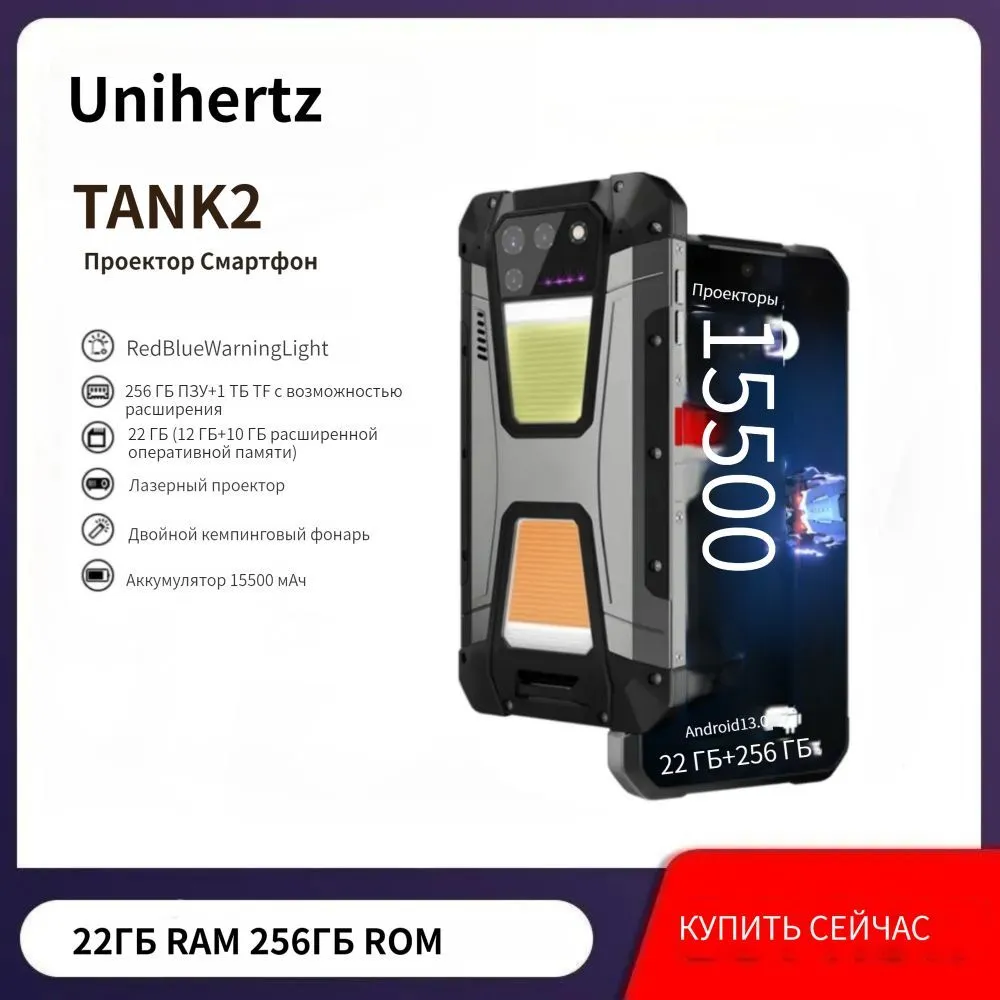 Unihertz
TANK2
Проектор Смартфон
RedBlueWarningLight
256 ГБ ПЗУ+1 ТБ TF с возможностью
расширения
22 ГБ (12 ГБ+10 ГБ расширенной
оперативной памяти)
Лазерный проектор
Двойной кемпинговый фонарь
Аккумулятор 15500 мАч
Проекторы
15500
Android13.0
22 ГБ+256 ГБ
22ГБ RAM 256ГБ ROM
КУПИТЬ СЕЙЧАС